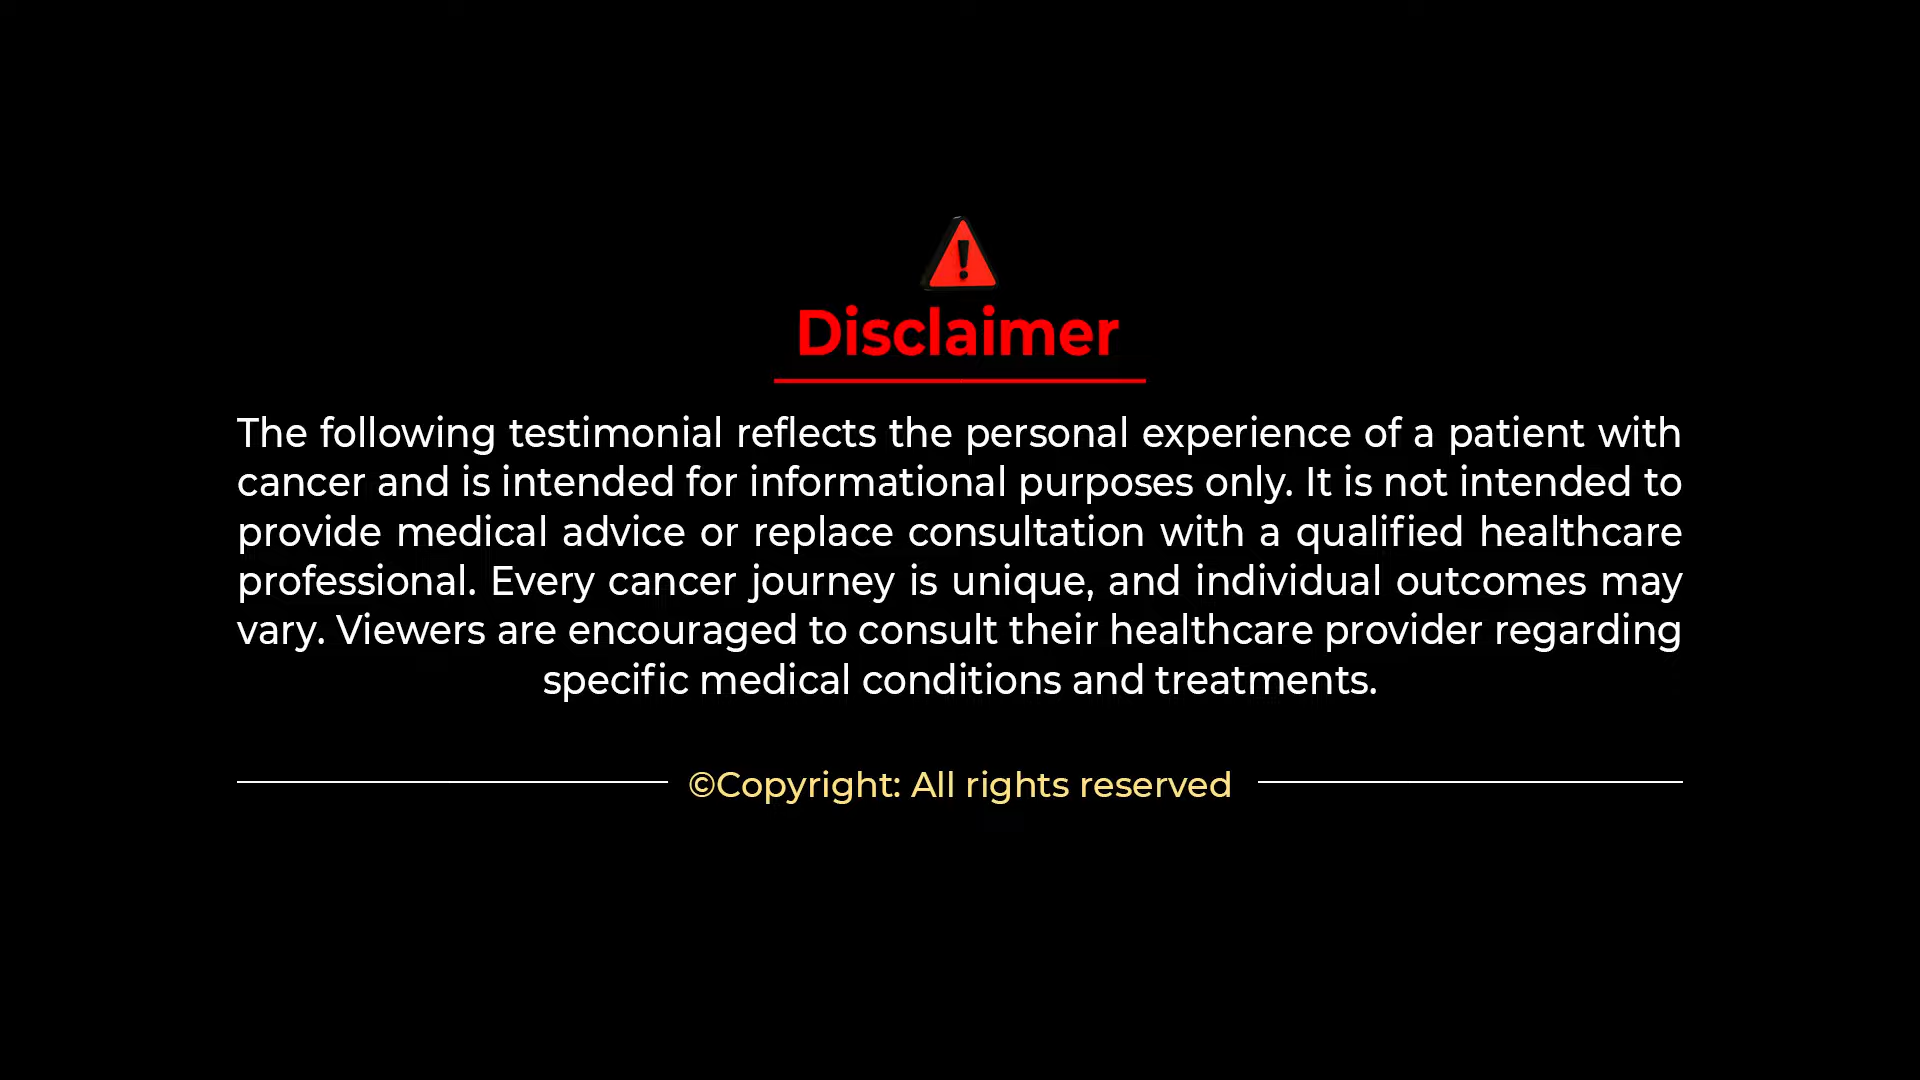 Disclaimer
The following testimonial reflects the personal experience of a patient with
cancer and is intended for informational purposes only. It is not intended to
provide medical advice or replace consultation with a qualified healthcare
professional. Every cancer journey is unique, and individual outcomes may
vary. Viewers are encouraged to consult their healthcare provider regarding
specific medical conditions and treatments.
©Copyright: All rights reserved